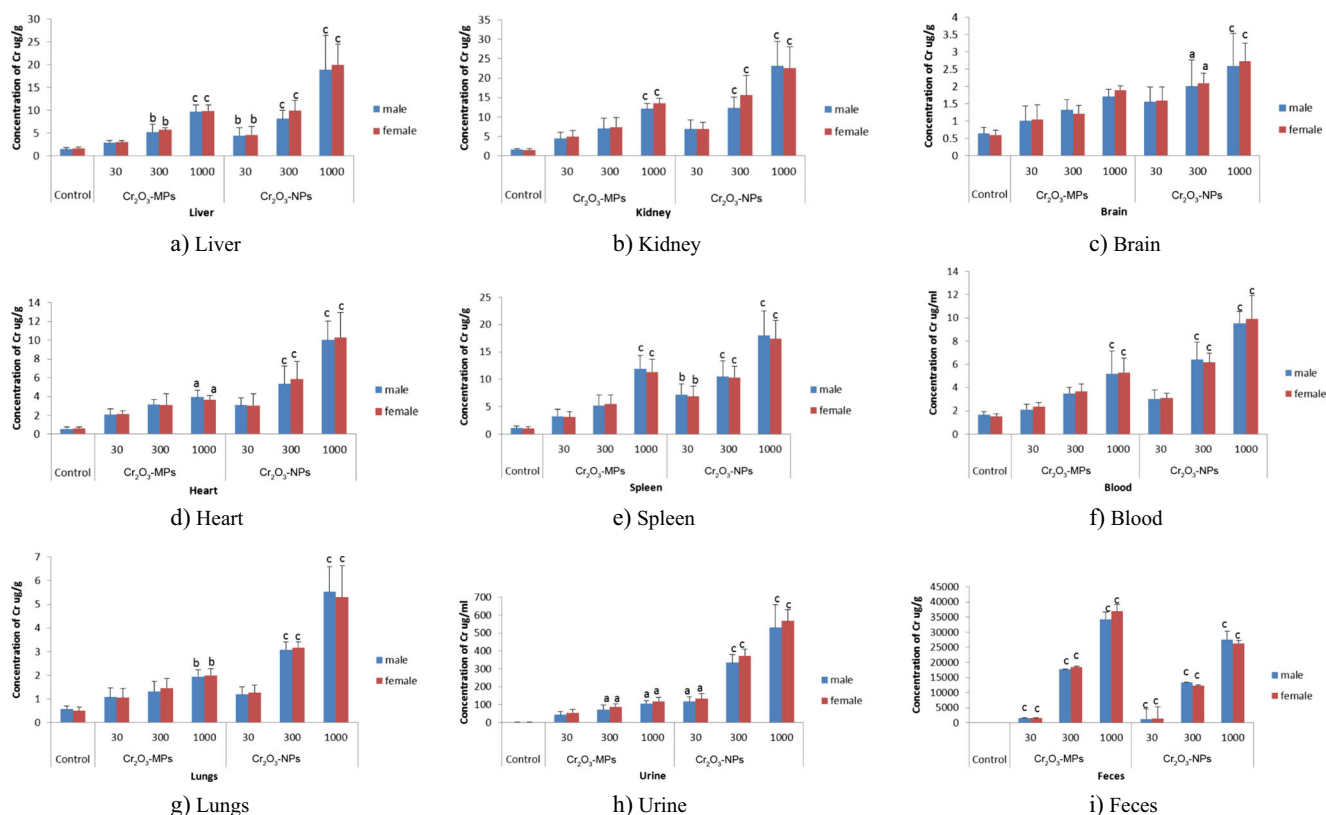 Concentration of Cr ug/g
30
25
20
15
10
5
0
c c
c c
c c
b b
b b
male
female
30 300 1000 30 300 1000
Control Cr₂O₃-MPs Cr₂O₃-NPs
Liver
a) Liver
Concentration of Cr ug/g
35
30
25
20
15
10
5
0
c c
c c
c c
male
female
30 300 1000 30 300 1000
Control Cr₂O₃-MPs Cr₂O₃-NPs
Kidney
b) Kidney
Concentration of Cr ug/g
4
3.5
3
2.5
2
1.5
1
0.5
0
c c
a a
male
female
30 300 1000 30 300 1000
Control Cr₂O₃-MPs Cr₂O₃-NPs
Brain
c) Brain
Concentration of Cr ug/g
14
12
10
8
6
4
2
0
c c
c c
a a
male
female
30 300 1000 30 300 1000
Control Cr₂O₃-MPs Cr₂O₃-NPs
Heart
d) Heart
Concentration of Cr ug/g
25
20
15
10
5
0
c c
c c
c c
b b
male
female
30 300 1000 30 300 1000
Control Cr₂O₃-MPs Cr₂O₃-NPs
Spleen
e) Spleen
Concentration of Cr ug/ml
14
12
10
8
6
4
2
0
c c
c c
c c
male
female
30 300 1000 30 300 1000
Control Cr₂O₃-MPs Cr₂O₃-NPs
Blood
f) Blood
Concentration of Cr ug/g
7
6
5
4
3
2
1
0
c c
c c
b b
male
female
30 300 1000 30 300 1000
Control Cr₂O₃-MPs Cr₂O₃-NPs
Lungs
g) Lungs
Concentration of Cr ug/ml
700
600
500
400
300
200
100
0
c c
c c
a a
a a
a a
male
female
30 300 1000 30 300 1000
Control Cr₂O₃-MPs Cr₂O₃-NPs
Urine
h) Urine
Concentration of Cr ug/g
45000
40000
35000
30000
25000
20000
15000
10000
5000
0
c c
c c
c c
c c
c c
c c
male
female
30 300 1000 30 300 1000
Control Cr₂O₃-MPs Cr₂O₃-NPs
Feces
i) Feces